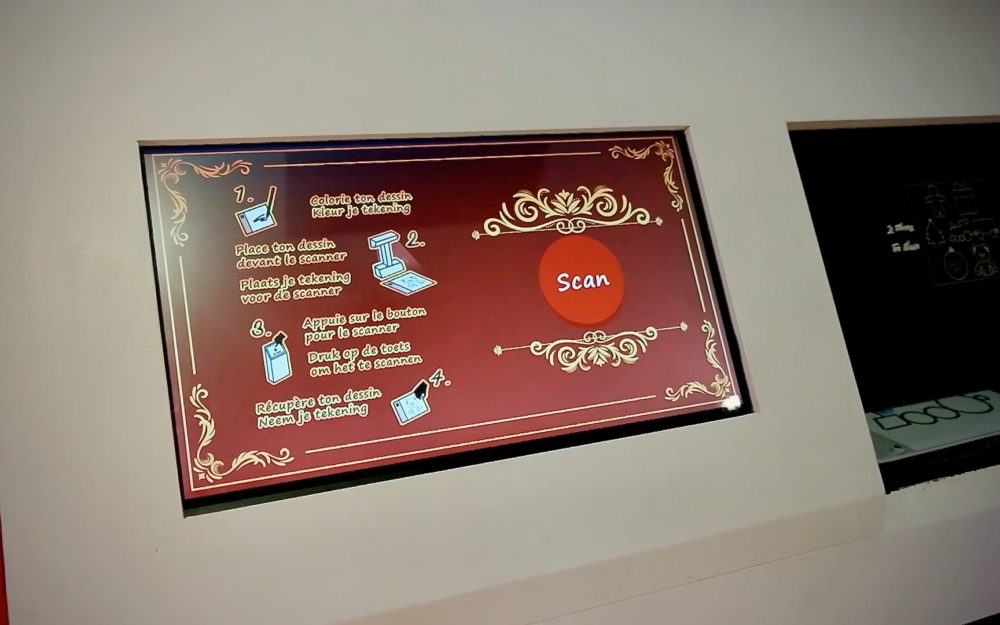 1.
Colorie ton dessin
Kleur je tekening
2.
Place ton dessin
devant le scanner
Plaats je tekening
voor de scanner
3.
Appuie sur le bouton
pour le scanner
Druk op de toets
om het te scannen
4.
Récupère ton dessin
Neem je tekening
Scan